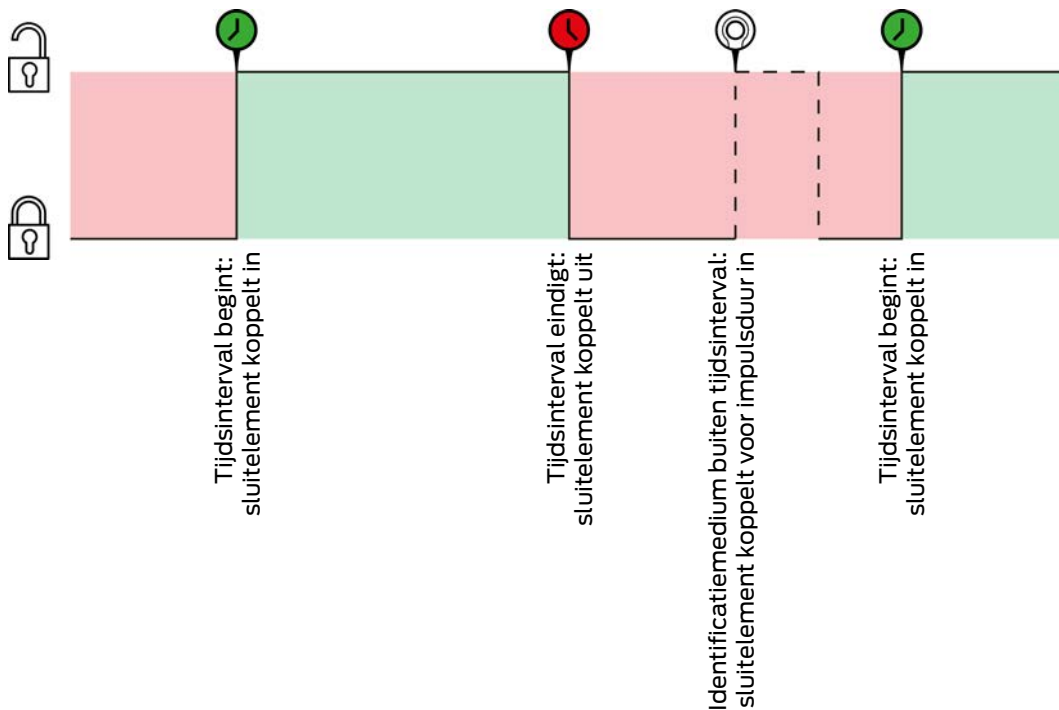 Tijdsinterval begint:
sluitelement koppelt in
Tijdsinterval eindigt:
sluitelement koppelt uit
Identificatiemedium buiten tijdsinterval:
sluitelement koppelt voor impulsduur in
Tijdsinterval begint:
sluitelement koppelt in